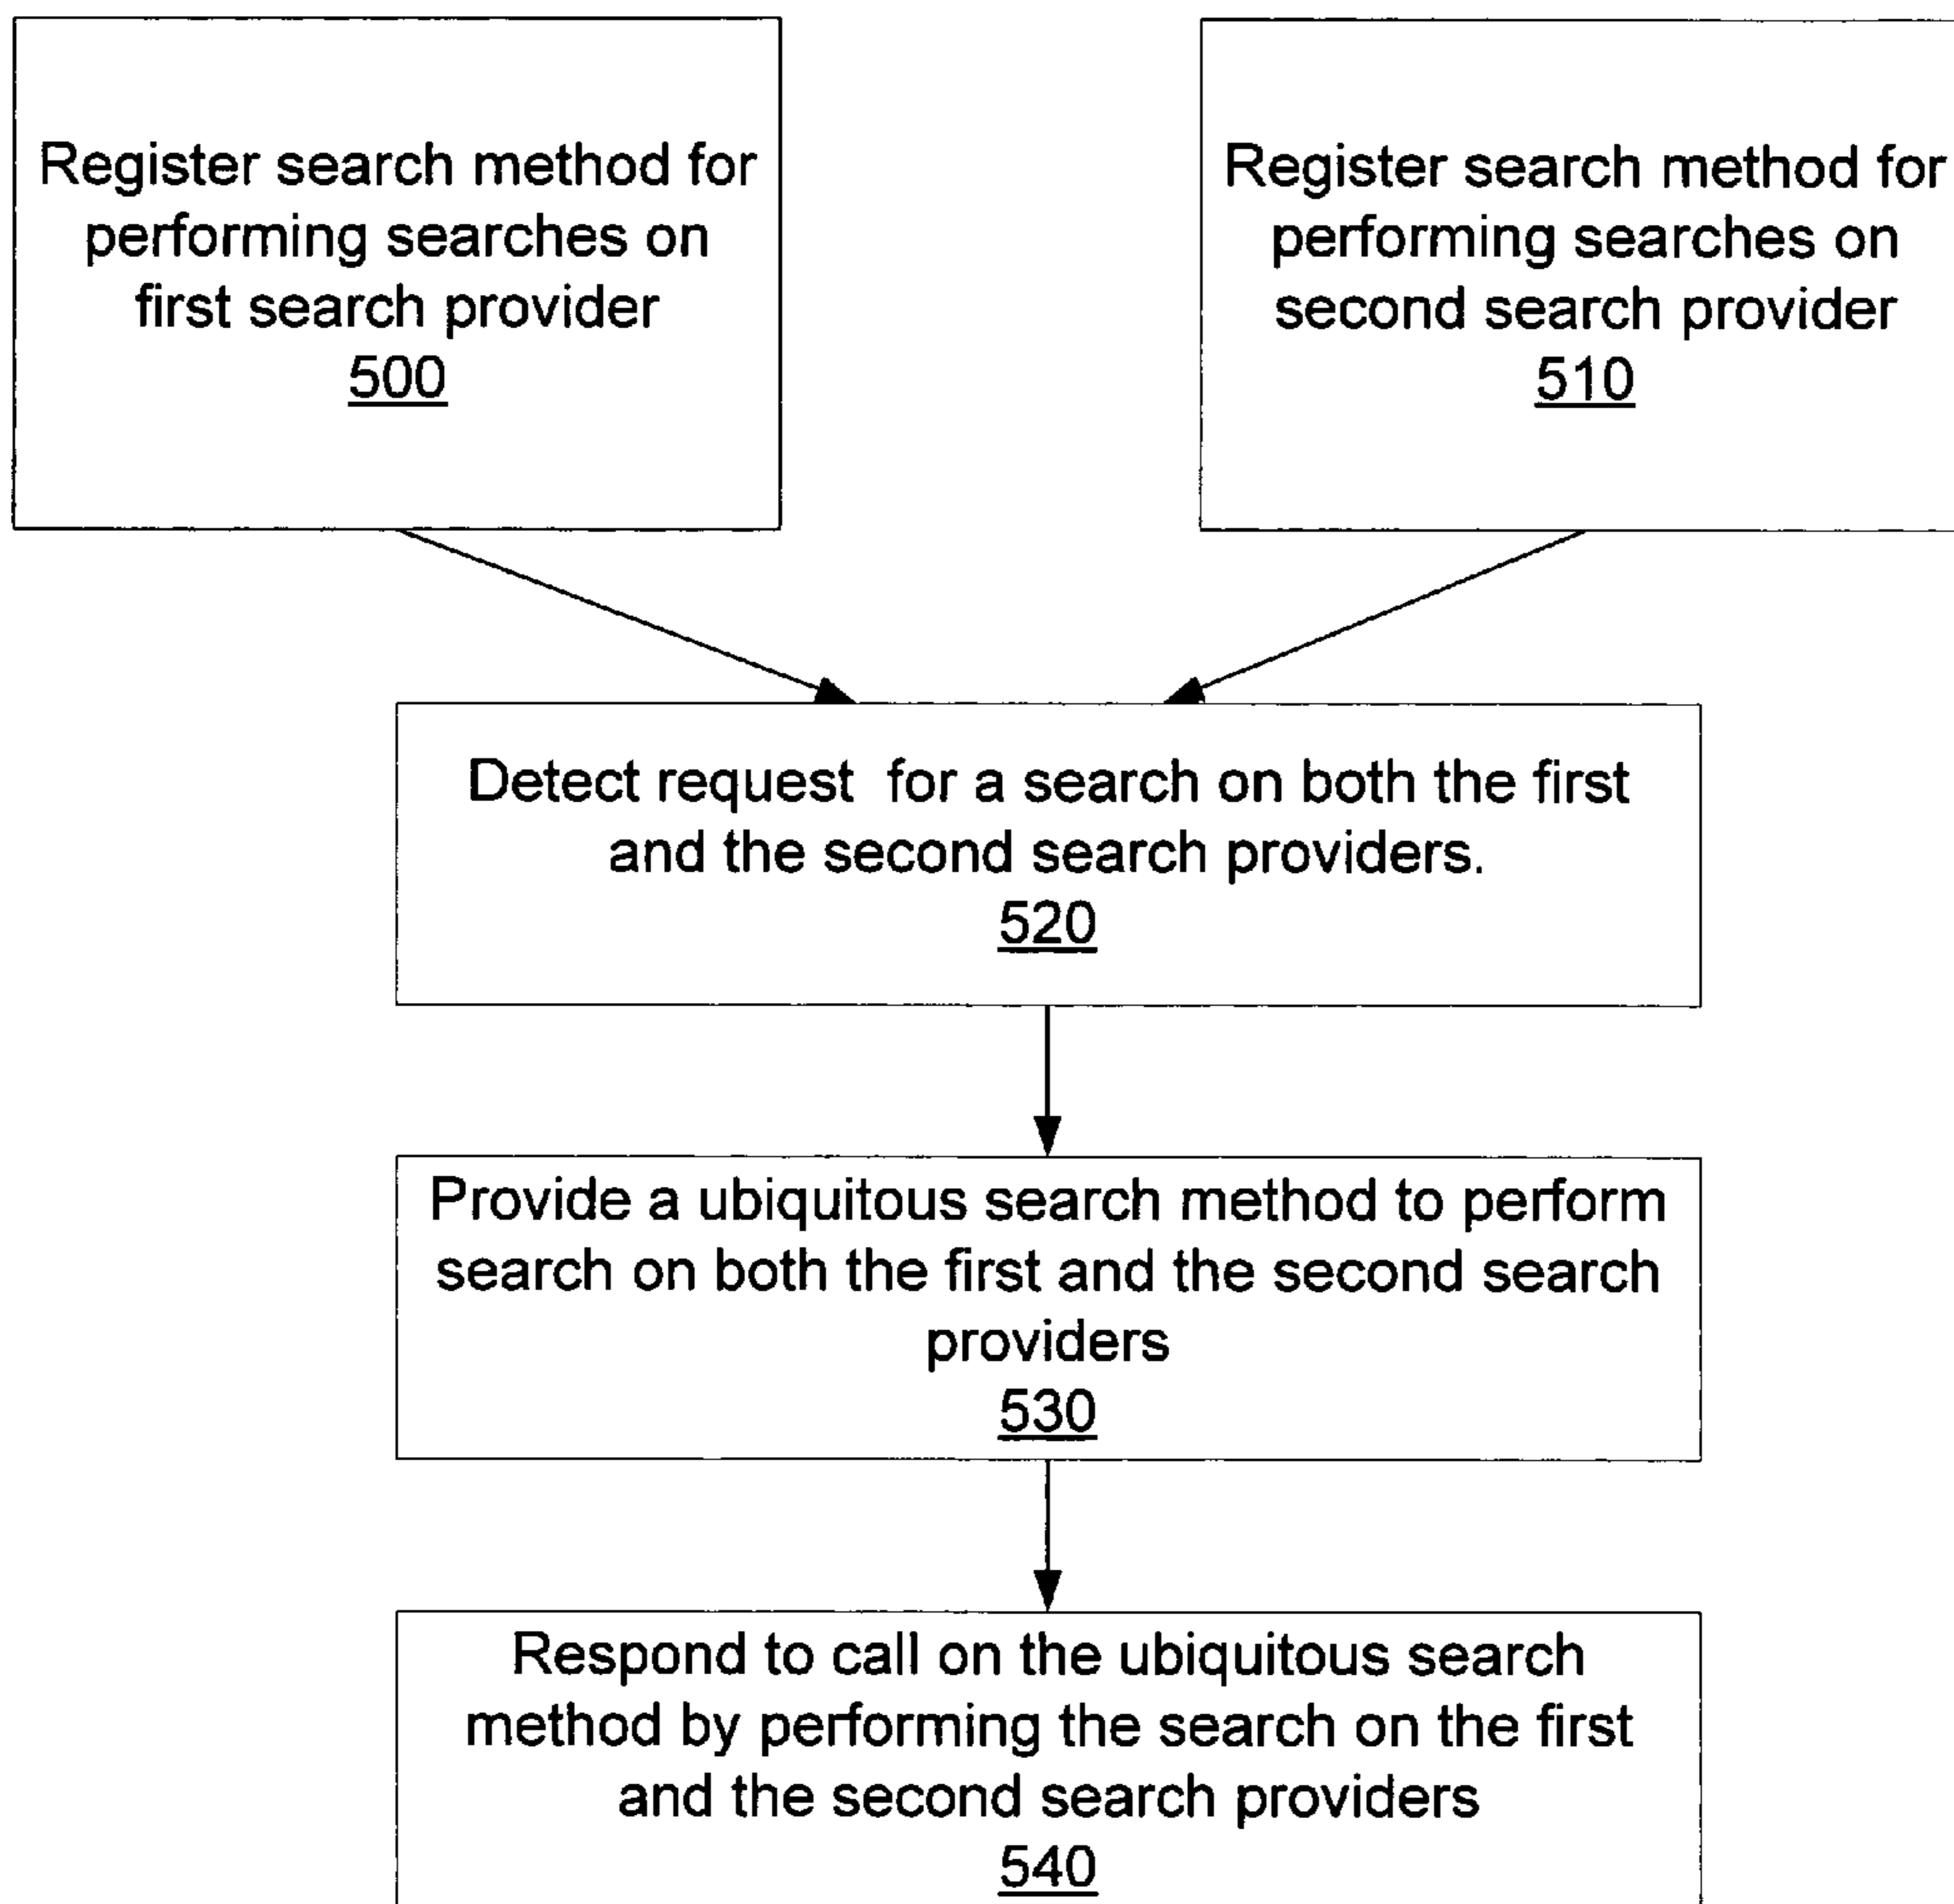 Register search method for
performing searches on
first search provider
500
Register search method for
performing searches on
second search provider
510
Detect request for a search on both the first
and the second search providers.
520
Provide a ubiquitous search method to perform
search on both the first and the second search
providers
530
Respond to call on the ubiquitous search
method by performing the search on the first
and the second search providers
540